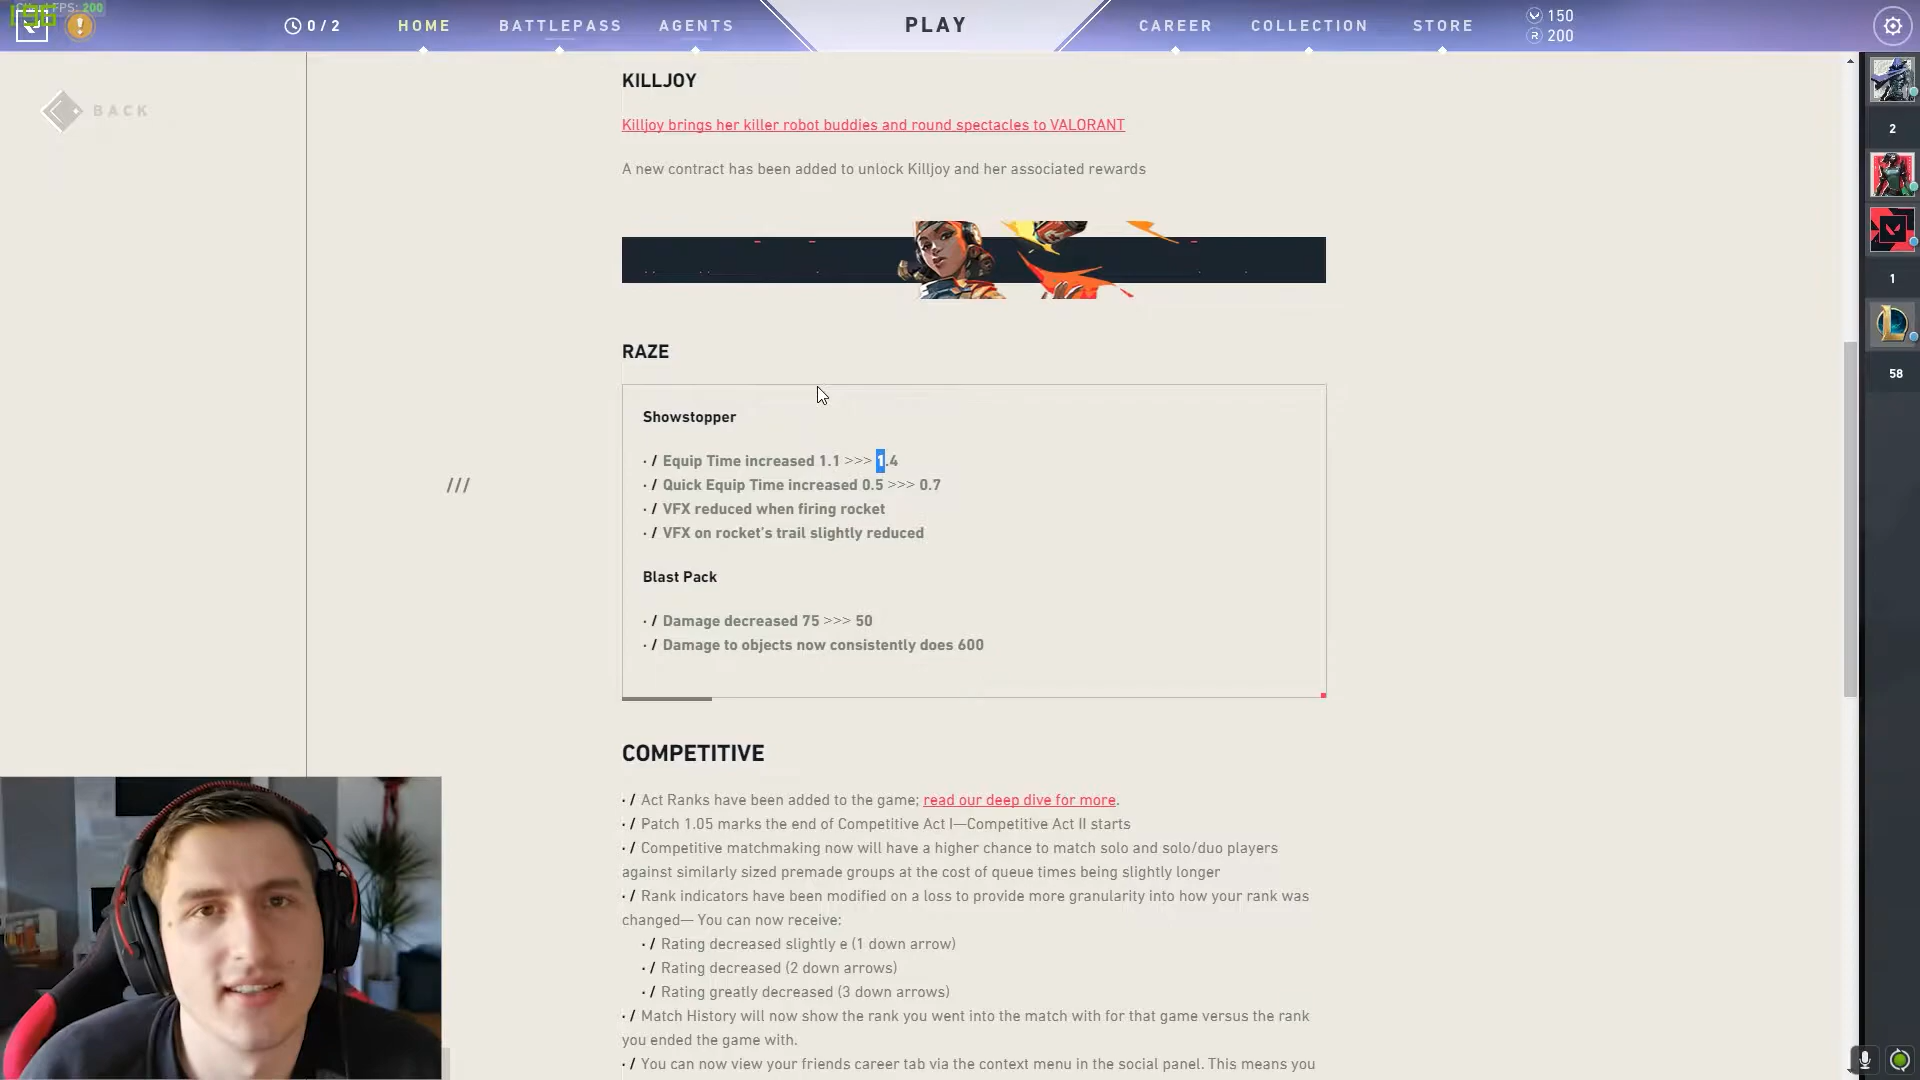 Client FPS: 200
196
0 / 2
HOME
BATTLEPASS
AGENTS
PLAY
CAREER
COLLECTION
STORE
150
200
BACK
KILLJOY
Killjoy brings her killer robot buddies and round spectacles to VALORANT
A new contract has been added to unlock Killjoy and her associated rewards
2
1
58
RAZE
Showstopper
· / Equip Time increased 1.1 >>> 1.4
· / Quick Equip Time increased 0.5 >>> 0.7
· / VFX reduced when firing rocket
· / VFX on rocket's trail slightly reduced
///
Blast Pack
· / Damage decreased 75 >>> 50
· / Damage to objects now consistently does 600
COMPETITIVE
· / Act Ranks have been added to the game; read our deep dive for more.
· / Patch 1.05 marks the end of Competitive Act I—Competitive Act II starts
· / Competitive matchmaking now will have a higher chance to match solo and solo/duo players
against similarly sized premade groups at the cost of queue times being slightly longer
· / Rank indicators have been modified on a loss to provide more granularity into how your rank was
changed— You can now receive:
· / Rating decreased slightly e (1 down arrow)
· / Rating decreased (2 down arrows)
· / Rating greatly decreased (3 down arrows)
· / Match History will now show the rank you went into the match with for that game versus the rank
you ended the game with.
· / You can now view your friends career tab via the context menu in the social panel. This means you